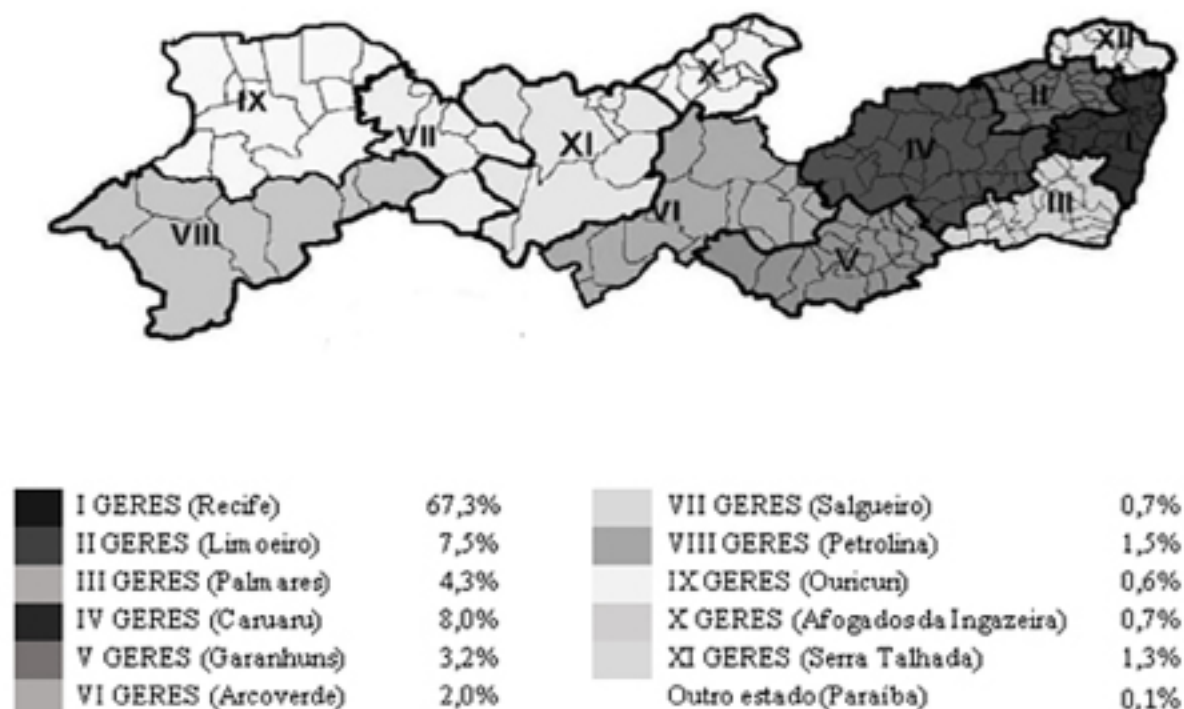 XII
X
IX
II
VII
XI
IV
I
III
VI
VIII
V
I GERES (Recife) 67,3%
II GERES (Limoeiro) 7,5%
III GERES (Palmares) 4,3%
IV GERES (Caruaru) 8,0%
V GERES (Garanhuns) 3,2%
VI GERES (Arcoverde) 2,0%
VII GERES (Salgueiro) 0,7%
VIII GERES (Petrolina) 1,5%
IX GERES (Ouricuri) 0,6%
X GERES (Afogados da Ingazeira) 0,7%
XI GERES (Serra Talhada) 1,3%
Outro estado (Paraíba) 0,1%